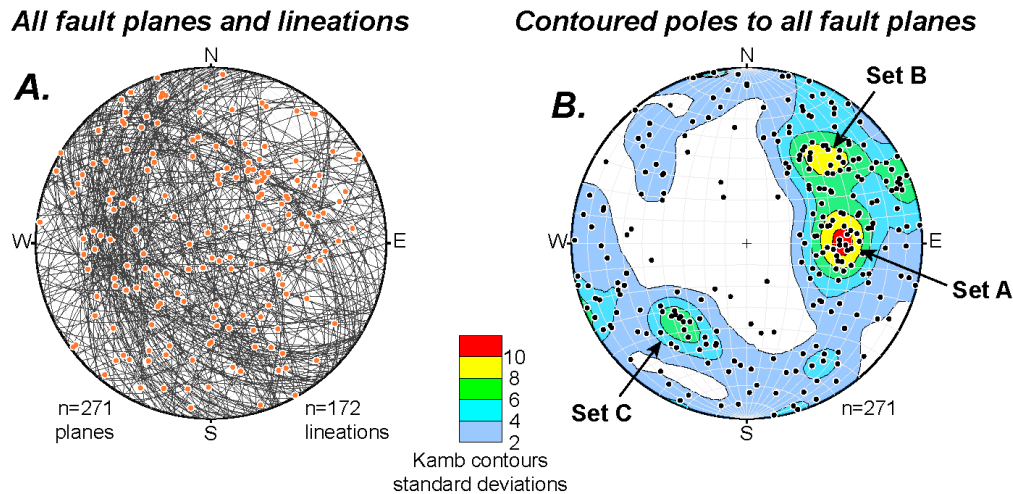 All fault planes and lineations
Contoured poles to all fault planes
A.
N
W
E
S
n=271
planes
n=172
lineations
B.
N
Set B
W
E
Set A
Set C
S
n=271
10
8
6
4
2
Kamb contours
standard deviations